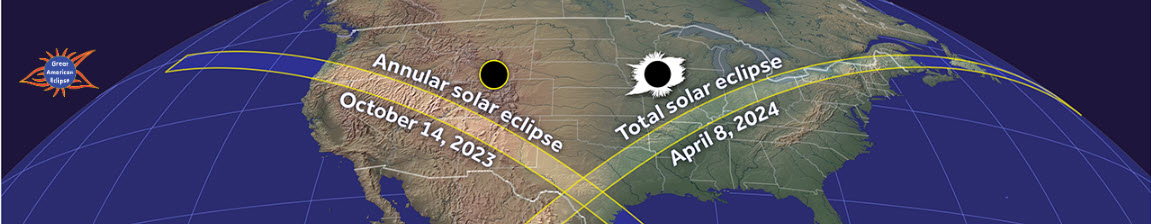 Great
American
Eclipse
Annular solar eclipse
October 14, 2023
Total solar eclipse
April 8, 2024